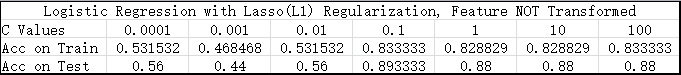 Logistic Regression with Lasso(L1) Regularization, Feature NOT Transformed
C Values 0.0001 0.001 0.01 0.1 1 10 100
Acc on Train 0.531532 0.468468 0.531532 0.833333 0.828829 0.828829 0.833333
Acc on Test 0.56 0.44 0.56 0.893333 0.88 0.88 0.88